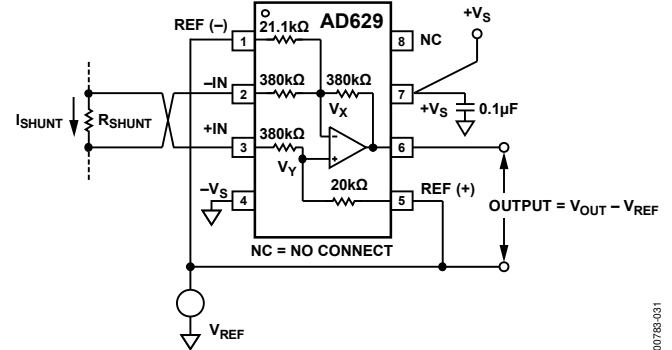 REF (–)
21.1kΩ
AD629
+VS
1
8
NC
–IN
380kΩ
380kΩ
2
7
ISHUNT
RSHUNT
VX
+VS
0.1µF
+IN
380kΩ
3
6
VY
20kΩ
REF (+)
–VS
4
5
OUTPUT = VOUT – VREF
NC = NO CONNECT
VREF
00783-031